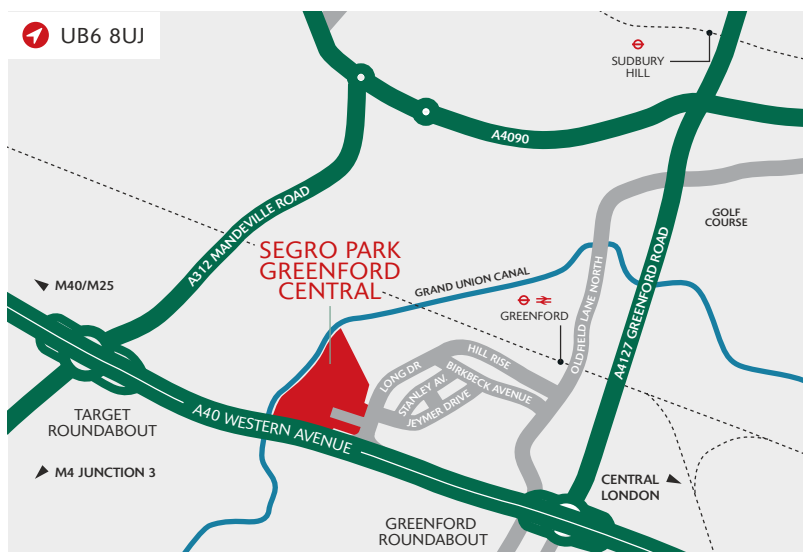 UB6 8UJ
SUDBURY
HILL
A4090
A312 MANDEVILLE ROAD
GOLF
COURSE
SEGRO PARK
GREENFORD
CENTRAL
M40/M25
GRAND UNION CANAL
GREENFORD
OLDFIELD LANE NORTH
A4127 GREENFORD ROAD
HILL RISE
LONG DR
STANLEY AV.
BIRKBECK AVENUE
JEYMER DRIVE
TARGET
ROUNDABOUT
A40 WESTERN AVENUE
M4 JUNCTION 3
CENTRAL
LONDON
GREENFORD
ROUNDABOUT